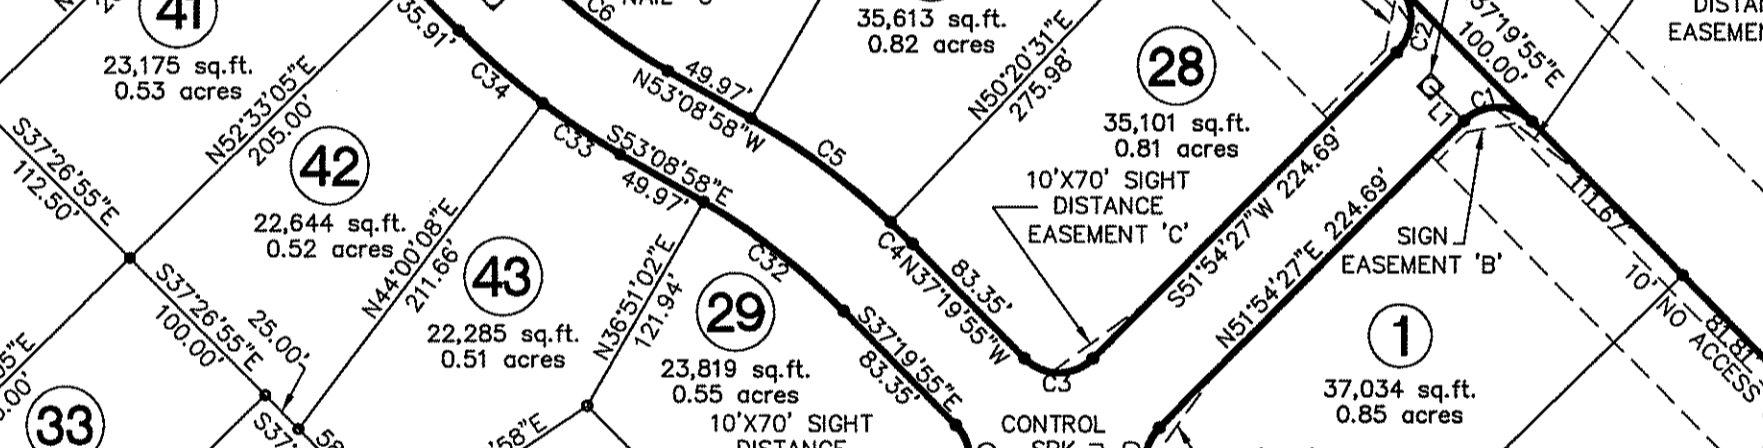 41
23,175 sq.ft.
0.53 acres
35.91'
C34
C6
49.97'
N53°08'58"W
35,613 sq.ft.
0.82 acres
N50°20'31"E
275.98'
28
35,101 sq.ft.
0.81 acres
C2
37°19'55"E
100.00'
EASEMEN
C7
L1
N52°33'05"E
205.00'
S37°26'55"E
112.50'
42
22,644 sq.ft.
0.52 acres
C33
S53°08'58"E
49.97'
C5
10'X70' SIGHT
DISTANCE
EASEMENT 'C'
S51°54'27"W 224.69'
N51°54'27"E 224.69'
SIGN
EASEMENT 'B'
111.67'
10' NO ACCESS
81.81'
N44°00'08"E
211.66'
43
22,285 sq.ft.
0.51 acres
N36°51'02"E
121.94'
C32
C4
N37°19'55"W
83.35'
C3
S37°26'55"E
100.00'
25.00'
29
23,819 sq.ft.
0.55 acres
S37°19'55"E
83.35'
1
37,034 sq.ft.
0.85 acres
33
10'X70' SIGHT
DISTANCE
CONTROL